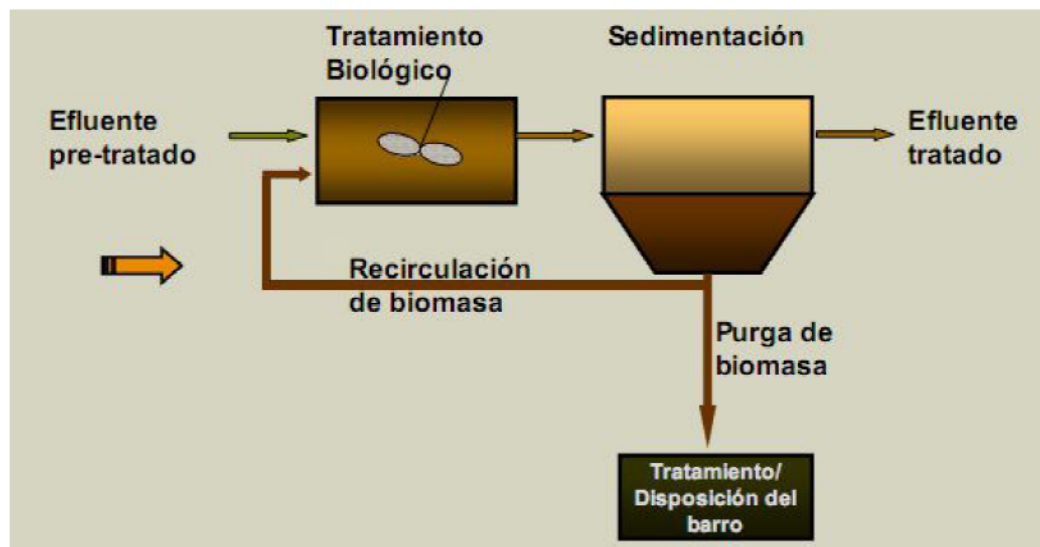 Tratamiento
Biológico
Sedimentación
Efluente
pre-tratado
Efluente
tratado
Recirculación
de biomasa
Purga de
biomasa
Tratamiento/
Disposición del
barro